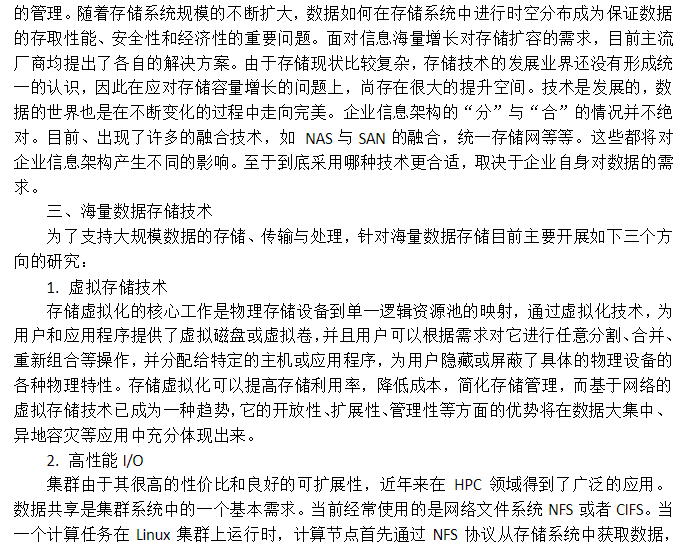 的管理。随着存储系统规模的不断扩大，数据如何在存储系统中进行时空分布成为保证数据
的存取性能、安全性和经济性的重要问题。面对信息海量增长对存储扩容的需求，目前主流
厂商均提出了各自的解决方案。由于存储现状比较复杂，存储技术的发展业界还没有形成统
一的认识，因此在应对存储容量增长的问题上，尚存在很大的提升空间。技术是发展的，数
据的世界也是在不断变化的过程中走向完美。企业信息架构的“分”与“合”的情况并不绝
对。目前、出现了许多的融合技术，如 NAS 与 SAN 的融合，统一存储网等等。这些都将对
企业信息架构产生不同的影响。至于到底采用哪种技术更合适，取决于企业自身对数据的需
求。
三、海量数据存储技术
为了支持大规模数据的存储、传输与处理，针对海量数据存储目前主要开展如下三个方
向的研究：
1. 虚拟存储技术
存储虚拟化的核心工作是物理存储设备到单一逻辑资源池的映射，通过虚拟化技术，为
用户和应用程序提供了虚拟磁盘或虚拟卷，并且用户可以根据需求对它进行任意分割、合并、
重新组合等操作，并分配给特定的主机或应用程序，为用户隐藏或屏蔽了具体的物理设备的
各种物理特性。存储虚拟化可以提高存储利用率，降低成本，简化存储管理，而基于网络的
虚拟存储技术已成为一种趋势，它的开放性、扩展性、管理性等方面的优势将在数据大集中、
异地容灾等应用中充分体现出来。
2. 高性能 I/O
集群由于其很高的性价比和良好的可扩展性，近年来在 HPC 领域得到了广泛的应用。
数据共享是集群系统中的一个基本需求。当前经常使用的是网络文件系统 NFS 或者 CIFS。当
一个计算任务在 Linux 集群上运行时，计算节点首先通过 NFS 协议从存储系统中获取数据，